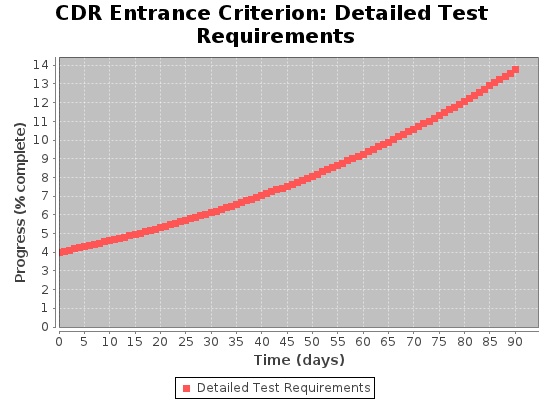 CDR Entrance Criterion: Detailed Test
Requirements
Progress (% complete)
14
13
12
11
10
9
8
7
6
5
4
3
2
1
0
0 5 10 15 20 25 30 35 40 45 50 55 60 65 70 75 80 85 90
Time (days)
Detailed Test Requirements